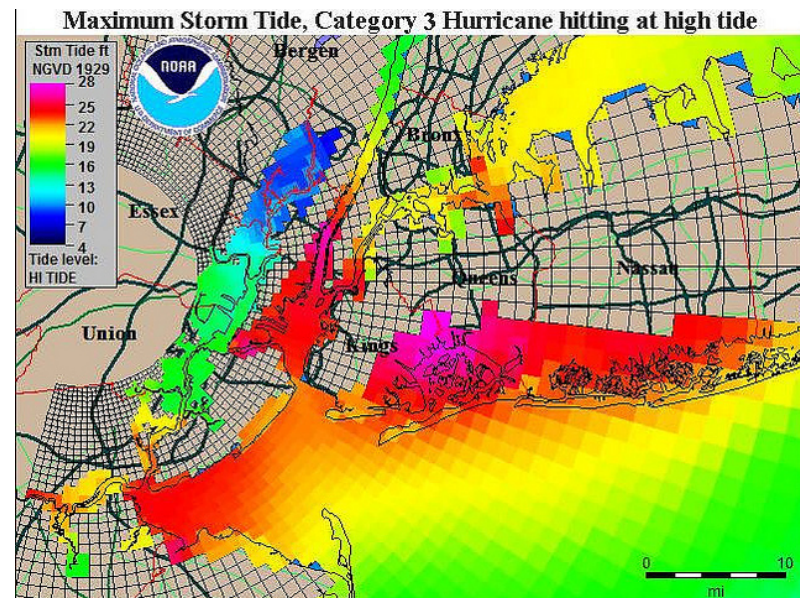 Maximum Storm Tide, Category 3 Hurricane hitting at high tide
Stm Tide ft
NGVD 1929
28
25
22
19
16
13
10
7
4
Tide level:
HI TIDE
NOAA
Bergen
Bronx
Essex
Queens
Nassau
Union
Kings
0 10
mi